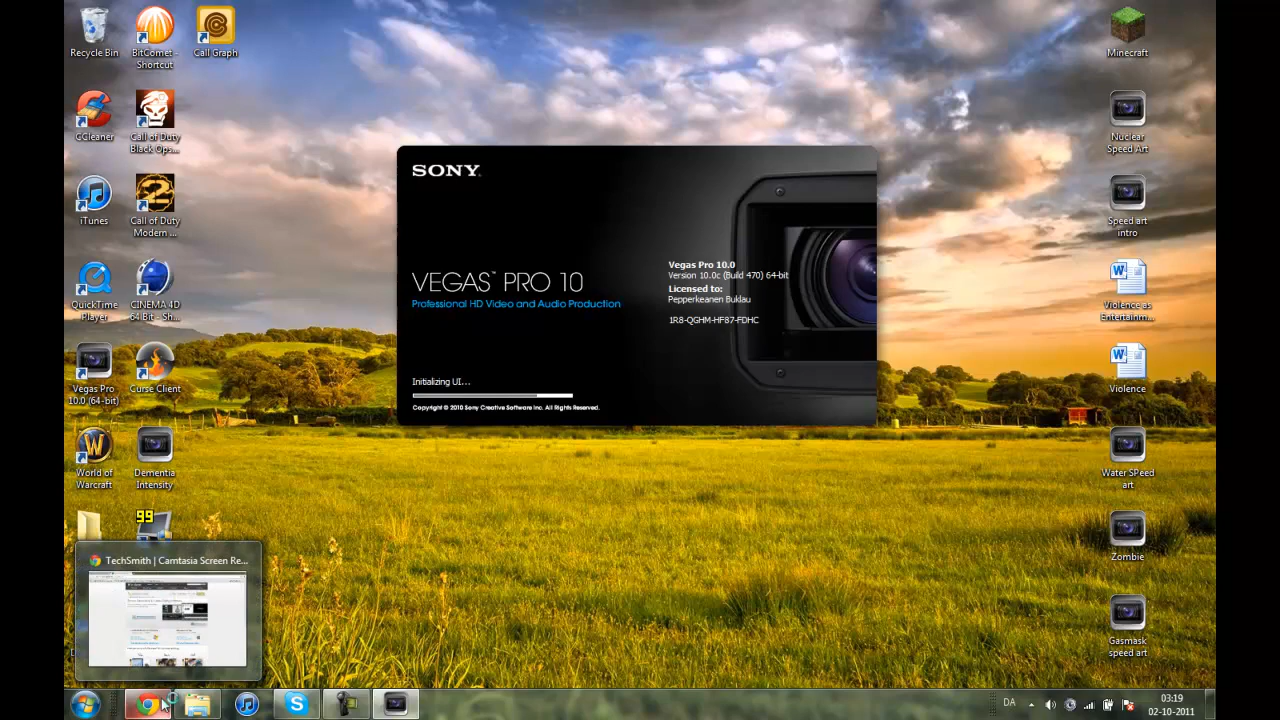 Recycle Bin
BitComet - Shortcut
Call Graph
CCleaner
Call of Duty Black Ops...
iTunes
Call of Duty Modern ...
QuickTime Player
CINEMA 4D 64 Bit - Sh...
Vegas Pro 10.0 (64-bit)
Curse Client
World of Warcraft
Dementia Intensity
99
SONY
VEGAS™ PRO 10
Professional HD Video and Audio Production
Vegas Pro 10.0
Version 10.0c (Build 470) 64-bit
Licensed to:
Pepperkeanen Buklau
1R8-QGHM-HF87-FDHC
Initializing UI...
Copyright © 2010 Sony Creative Software Inc. All Rights Reserved.
Minecraft
Nuclear Speed Art
Speed art intro
Violence as Entertainm...
Violence
Water SPeed art
Zombie
Gasmask speed art
TechSmith | Camtasia Screen Re...
DA
03:19
02-10-2011